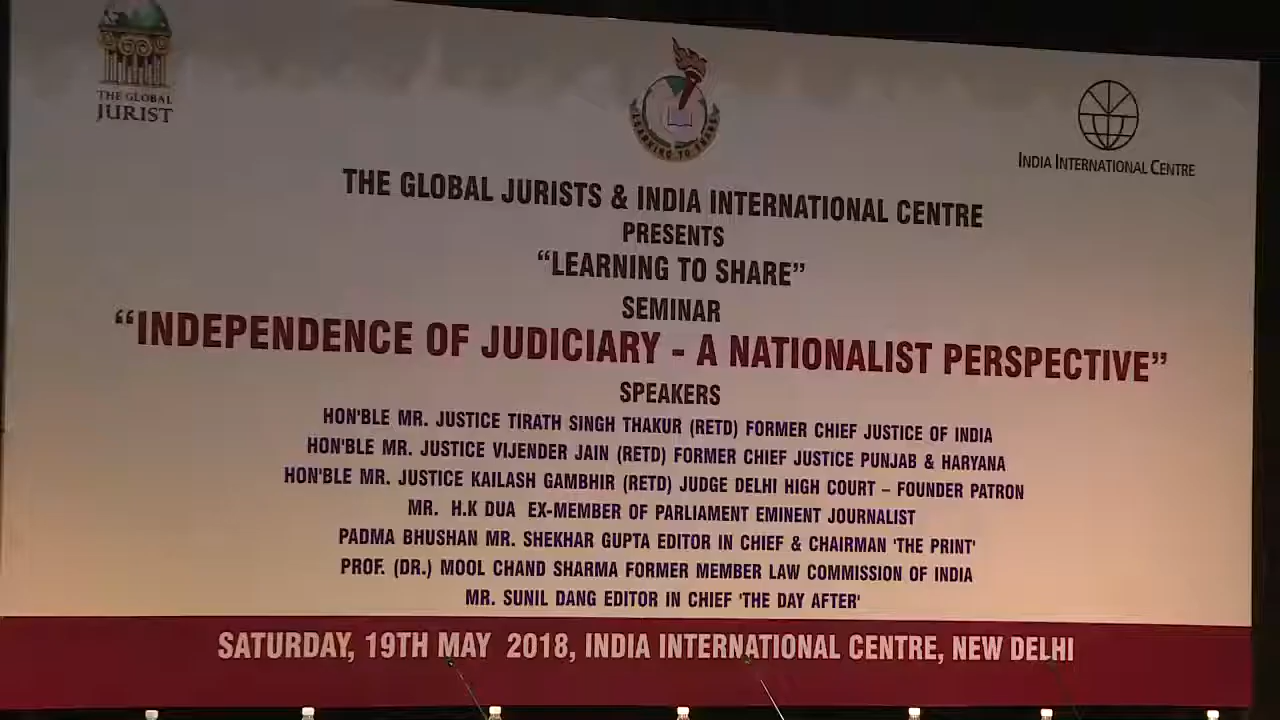 THE GLOBAL
JURIST
LEARNING TO SHARE
INDIA INTERNATIONAL CENTRE
THE GLOBAL JURISTS & INDIA INTERNATIONAL CENTRE
PRESENTS
“LEARNING TO SHARE”
SEMINAR
“INDEPENDENCE OF JUDICIARY - A NATIONALIST PERSPECTIVE”
SPEAKERS
HON'BLE MR. JUSTICE TIRATH SINGH THAKUR (RETD) FORMER CHIEF JUSTICE OF INDIA
HON'BLE MR. JUSTICE VIJENDER JAIN (RETD) FORMER CHIEF JUSTICE PUNJAB & HARYANA
HON'BLE MR. JUSTICE KAILASH GAMBHIR (RETD) JUDGE DELHI HIGH COURT – FOUNDER PATRON
MR. H.K DUA EX-MEMBER OF PARLIAMENT EMINENT JOURNALIST
PADMA BHUSHAN MR. SHEKHAR GUPTA EDITOR IN CHIEF & CHAIRMAN 'THE PRINT'
PROF. (DR.) MOOL CHAND SHARMA FORMER MEMBER LAW COMMISSION OF INDIA
MR. SUNIL DANG EDITOR IN CHIEF 'THE DAY AFTER'
SATURDAY, 19TH MAY 2018, INDIA INTERNATIONAL CENTRE, NEW DELHI